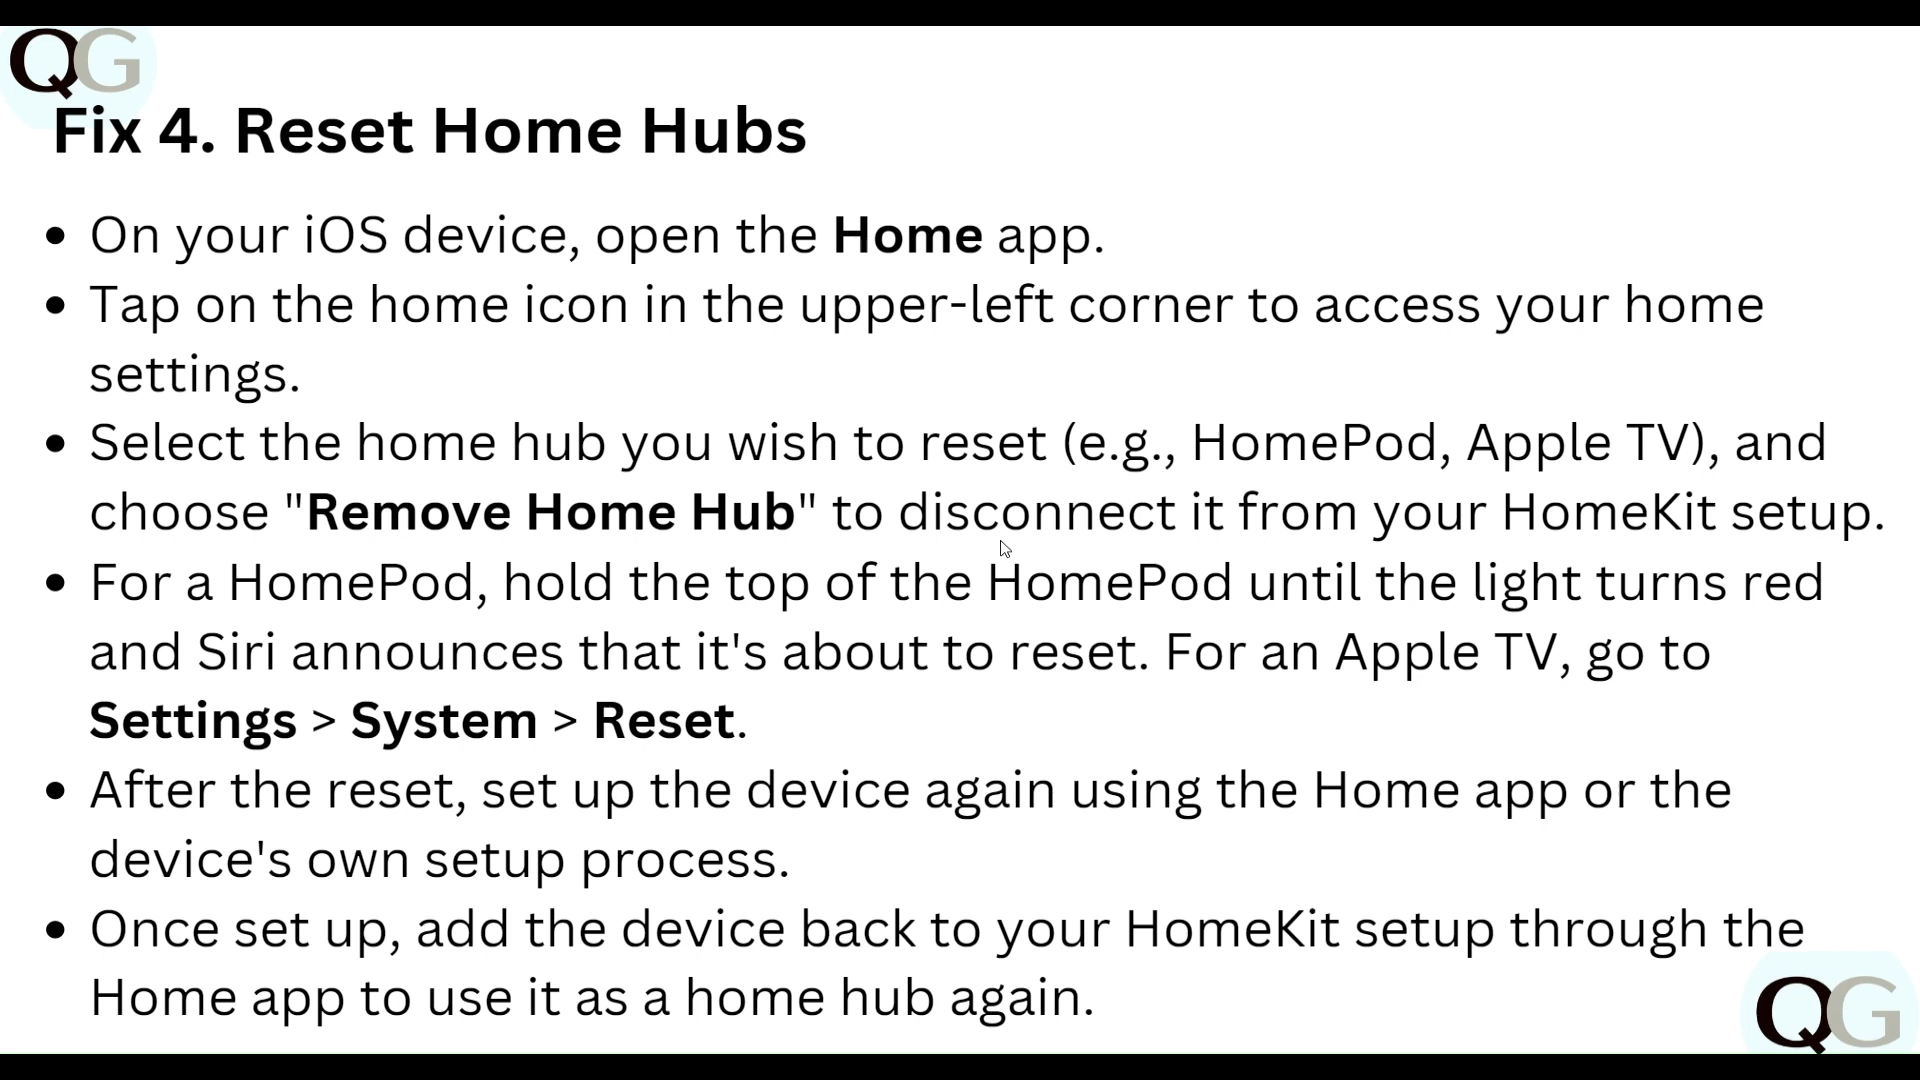 QG
Fix 4. Reset Home Hubs
• On your iOS device, open the Home app.
• Tap on the home icon in the upper-left corner to access your home
settings.
• Select the home hub you wish to reset (e.g., HomePod, Apple TV), and
choose "Remove Home Hub" to disconnect it from your HomeKit setup.
• For a HomePod, hold the top of the HomePod until the light turns red
and Siri announces that it's about to reset. For an Apple TV, go to
Settings > System > Reset.
• After the reset, set up the device again using the Home app or the
device's own setup process.
• Once set up, add the device back to your HomeKit setup through the
Home app to use it as a home hub again.
QG